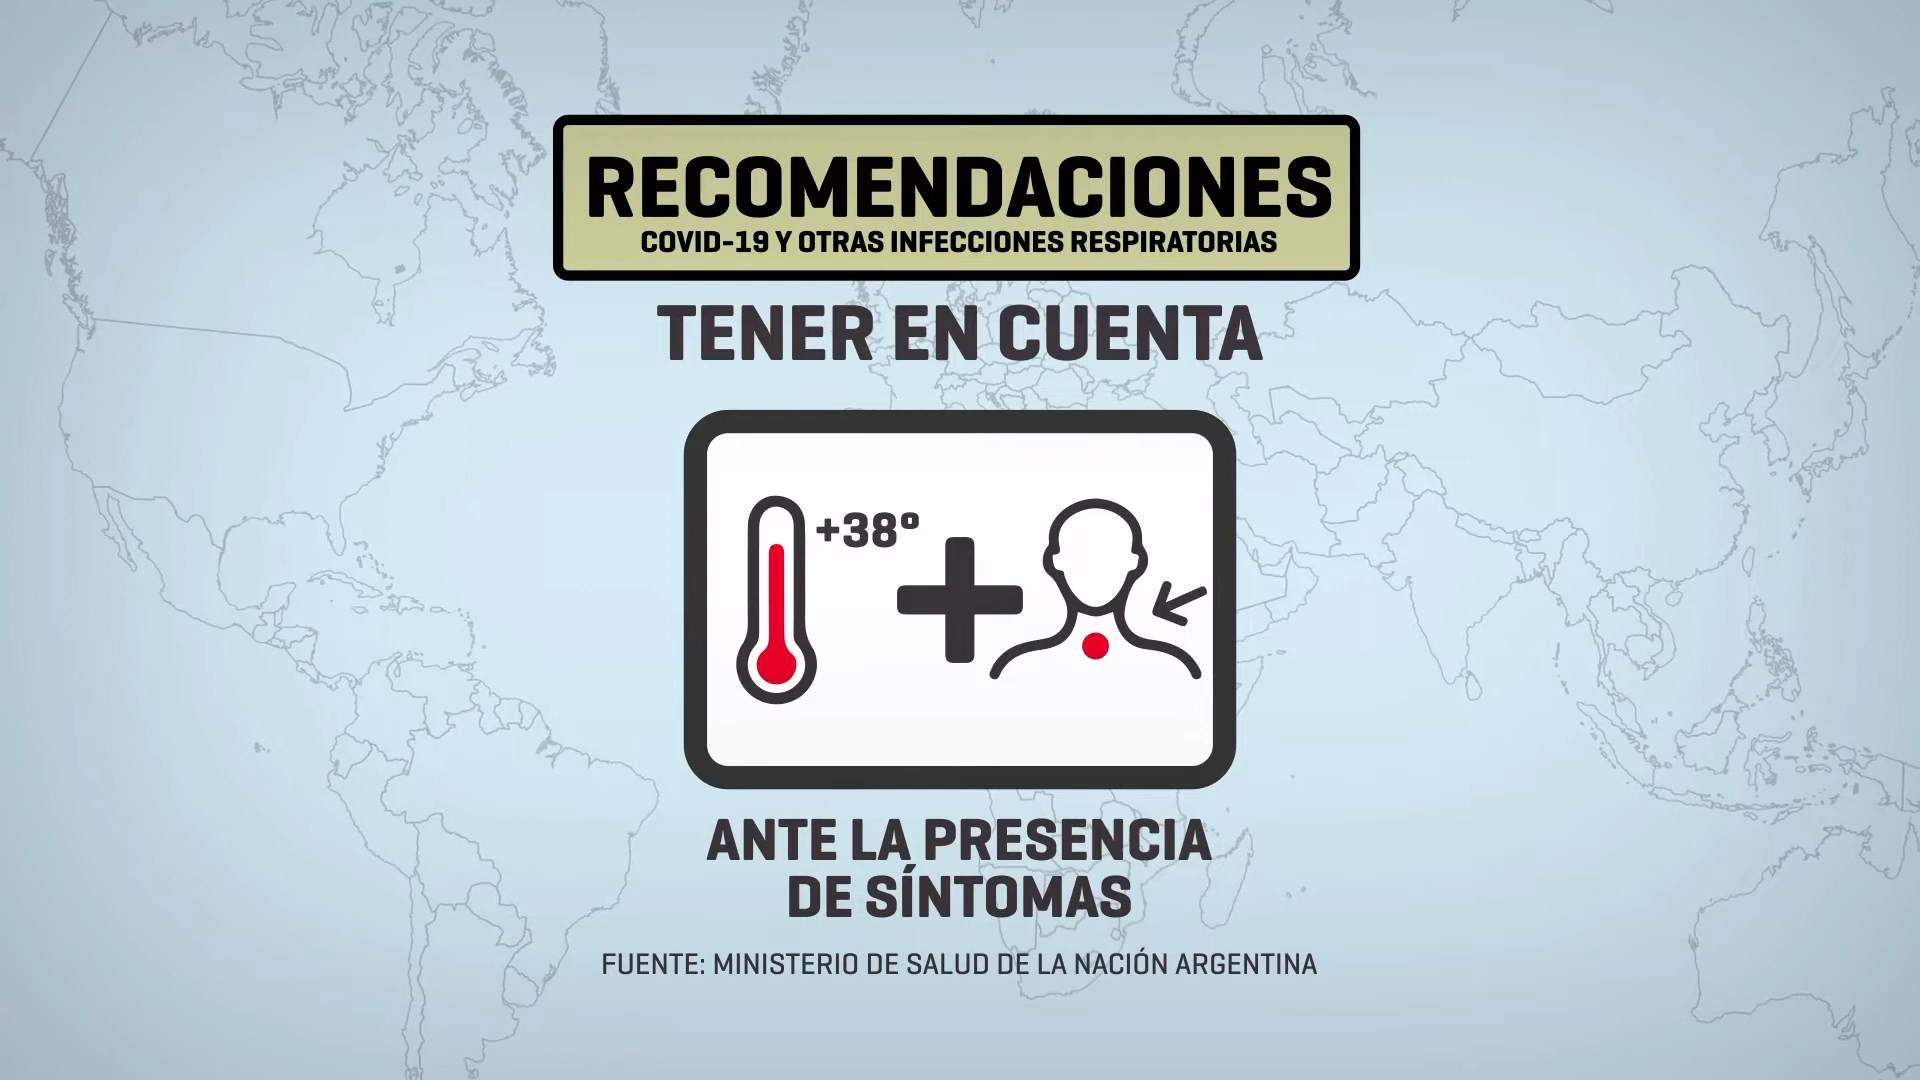 RECOMENDACIONES
COVID-19 Y OTRAS INFECCIONES RESPIRATORIAS
TENER EN CUENTA
+38º
ANTE LA PRESENCIA
DE SÍNTOMAS
FUENTE: MINISTERIO DE SALUD DE LA NACIÓN ARGENTINA